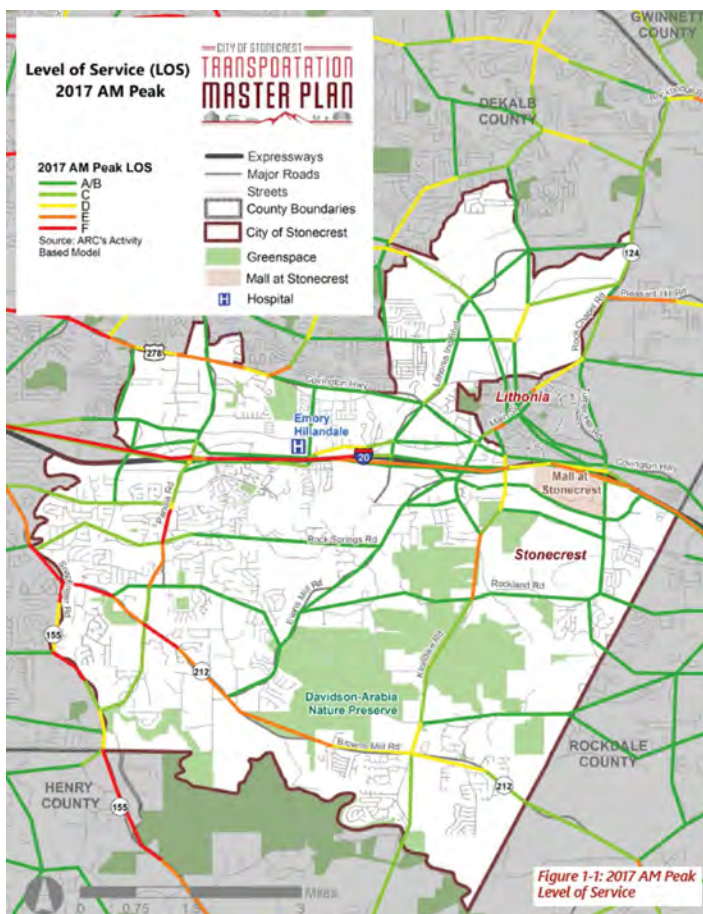 GWINNETT
COUNTY
Level of Service (LOS)
2017 AM Peak
CITY OF STONECREST
TRANSPORTATION
MASTER PLAN
2017 AM Peak LOS
A/B
C
D
E
F
Source: ARC's Activity
Based Model
Expressways
Major Roads
Streets
County Boundaries
City of Stonecrest
Greenspace
Mall at Stonecrest
H Hospital
DEKALB
COUNTY
124
Pleasant Hill Rd
Rock Chapel Rd
278
Covington Hwy
Lithonia
Emory
Hillandale
H
20
Covington Hwy
Mall at
Stonecrest
Panola Rd
Rock Springs Rd
Stonecrest
Snapfinger Rd
Evans Mill Rd
Rockland Rd
155
212
Klondike Rd
Davidson-Arabia
Nature Preserve
Browns Mill Rd
ROCKDALE
COUNTY
HENRY
COUNTY
155
212
Figure 1-1: 2017 AM Peak
Level of Service
Miles
0 0.75 1.5 3